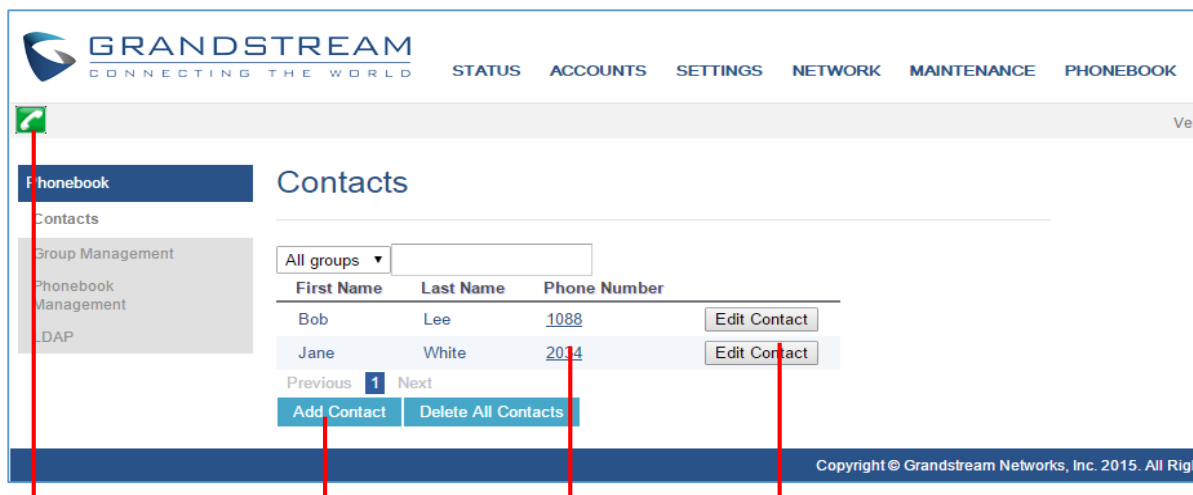 GRANDSTREAM
CONNECTING THE WORLD
STATUS ACCOUNTS SETTINGS NETWORK MAINTENANCE PHONEBOOK
Phonebook
Contacts
Group Management
Phonebook
Management
LDAP
Contacts
All groups
First Name Last Name Phone Number
Bob Lee 1088 Edit Contact
Jane White 2034 Edit Contact
Previous 1 Next
Add Contact Delete All Contacts
Copyright © Grandstream Networks, Inc. 2015. All